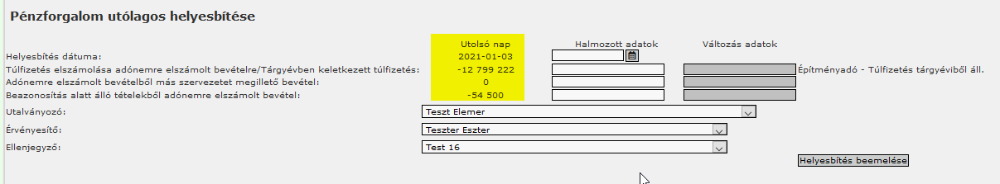 Pénzforgalom utólagos helyesbítése
Utolsó nap Halmozott adatok Változás adatok
Helyesbítés dátuma: 2021-01-03
Túlfizetés elszámolása adónemre elszámolt bevételre/Tárgyévben keletkezett túlfizetés: -12 799 222 Építményadó - Túlfizetés tárgyéviből áll.
Adónemre elszámolt bevételből más szervezetet megillető bevétel: 0
Beazonosítás alatt álló tételekből adónemre elszámolt bevétel: -54 500
Utalványozó: Teszt Elemer
Érvényesítő: Teszter Eszter
Ellenjegyző: Test 16
Helyesbítés beemelése